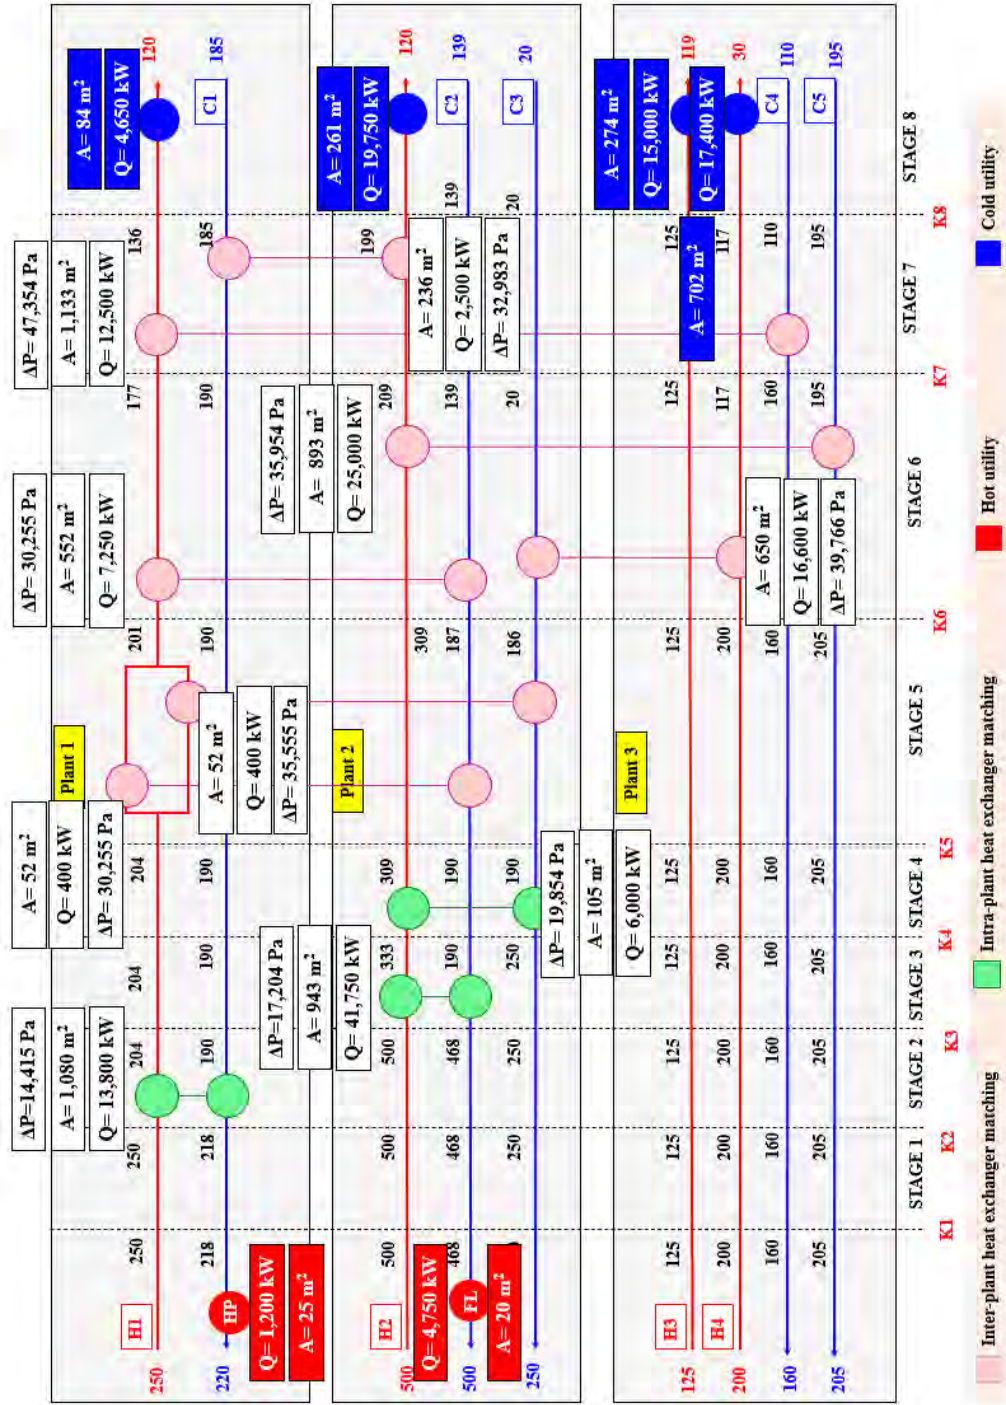 ΔP=14,415 Pa
A= 1,080 m²
Q= 13,800 kW
A= 52 m²
Q= 400 kW
ΔP= 30,255 Pa
ΔP= 30,255 Pa
A= 552 m²
Q= 7,250 kW
ΔP= 47,354 Pa
A= 1,133 m²
Q= 12,500 kW
A= 84 m²
Q= 4,650 kW
Plant 1
H1
250
250
250
204
204
204
201
177
136
120
220
HP
218
218
190
190
190
190
190
185
C1
185
Q= 1,200 kW
A= 25 m²
A= 52 m²
Q= 400 kW
ΔP= 35,555 Pa
ΔP=17,204 Pa
A= 943 m²
Q= 41,750 kW
ΔP= 35,954 Pa
A= 893 m²
Q= 25,000 kW
A= 261 m²
Q= 19,750 kW
Plant 2
H2
500
500
500
500
333
309
309
209
199
120
Q= 4,750 kW
FL
A= 20 m²
500
468
468
468
190
190
187
139
139
C2
139
250
250
250
250
190
186
20
20
C3
20
A= 236 m²
Q= 2,500 kW
ΔP= 32,983 Pa
ΔP= 19,854 Pa
A= 105 m²
Q= 6,000 kW
A= 274 m²
Q= 15,000 kW
Q= 17,400 kW
A= 702 m²
Plant 3
H3
125
125
125
125
125
125
125
125
125
119
H4
200
200
200
200
200
200
200
117
117
30
160
160
160
160
160
160
160
160
110
C4
110
205
205
205
205
205
205
205
195
195
C5
195
A= 650 m²
Q= 16,600 kW
ΔP= 39,766 Pa
STAGE 1
STAGE 2
STAGE 3
STAGE 4
STAGE 5
STAGE 6
STAGE 7
STAGE 8
K1
K2
K3
K4
K5
K6
K7
K8
Inter-plant heat exchanger matching
Intra-plant heat exchanger matching
Hot utility
Cold utility